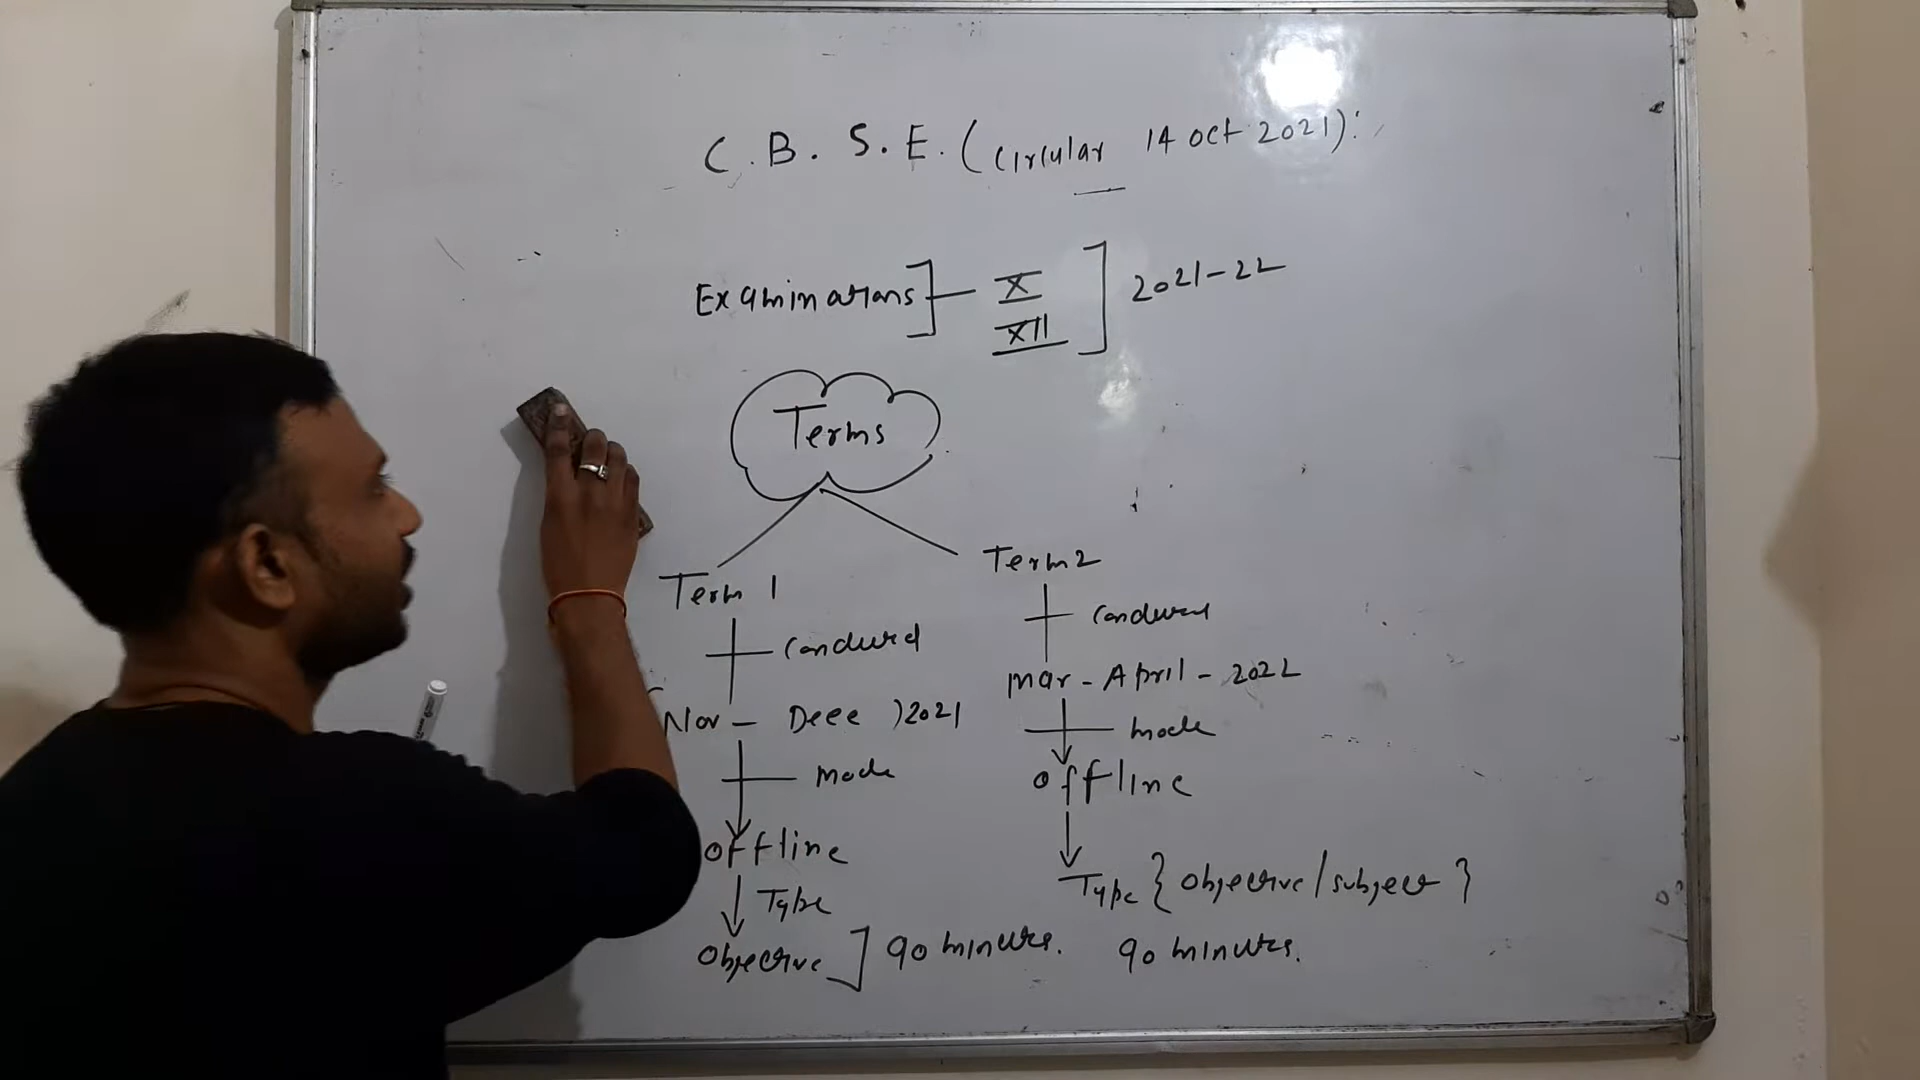 C. B. S. E. (Circular 14 Oct 2021):
Examinations] - X ] 2021-22
XII
Terms
Term 1
Term 2
Conducted
Conducted
Nov - Dece )2021
Mar - April - 2022
mode
mode
offline
offline
Type
Type { objective/subject }
Objective ] 90 minutes.
90 minutes.